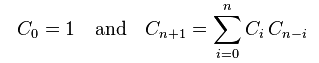 C_0 = 1 and C_{n+1} = \sum_{i=0}^{n} C_i C_{n-i}